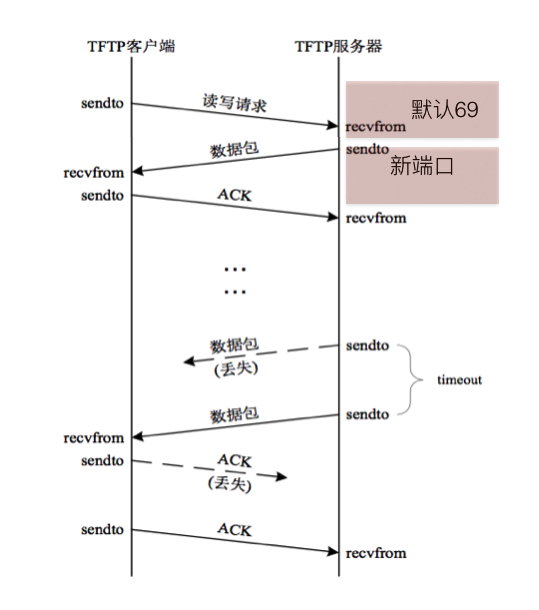 TFTP客户端
TFTP服务器
sendto
读写请求
默认69
recvfrom
数据包
sendto
新端口
recvfrom
sendto
ACK
recvfrom
...
...
数据包
sendto
(丢失)
timeout
数据包
sendto
recvfrom
sendto
ACK
(丢失)
sendto
ACK
recvfrom